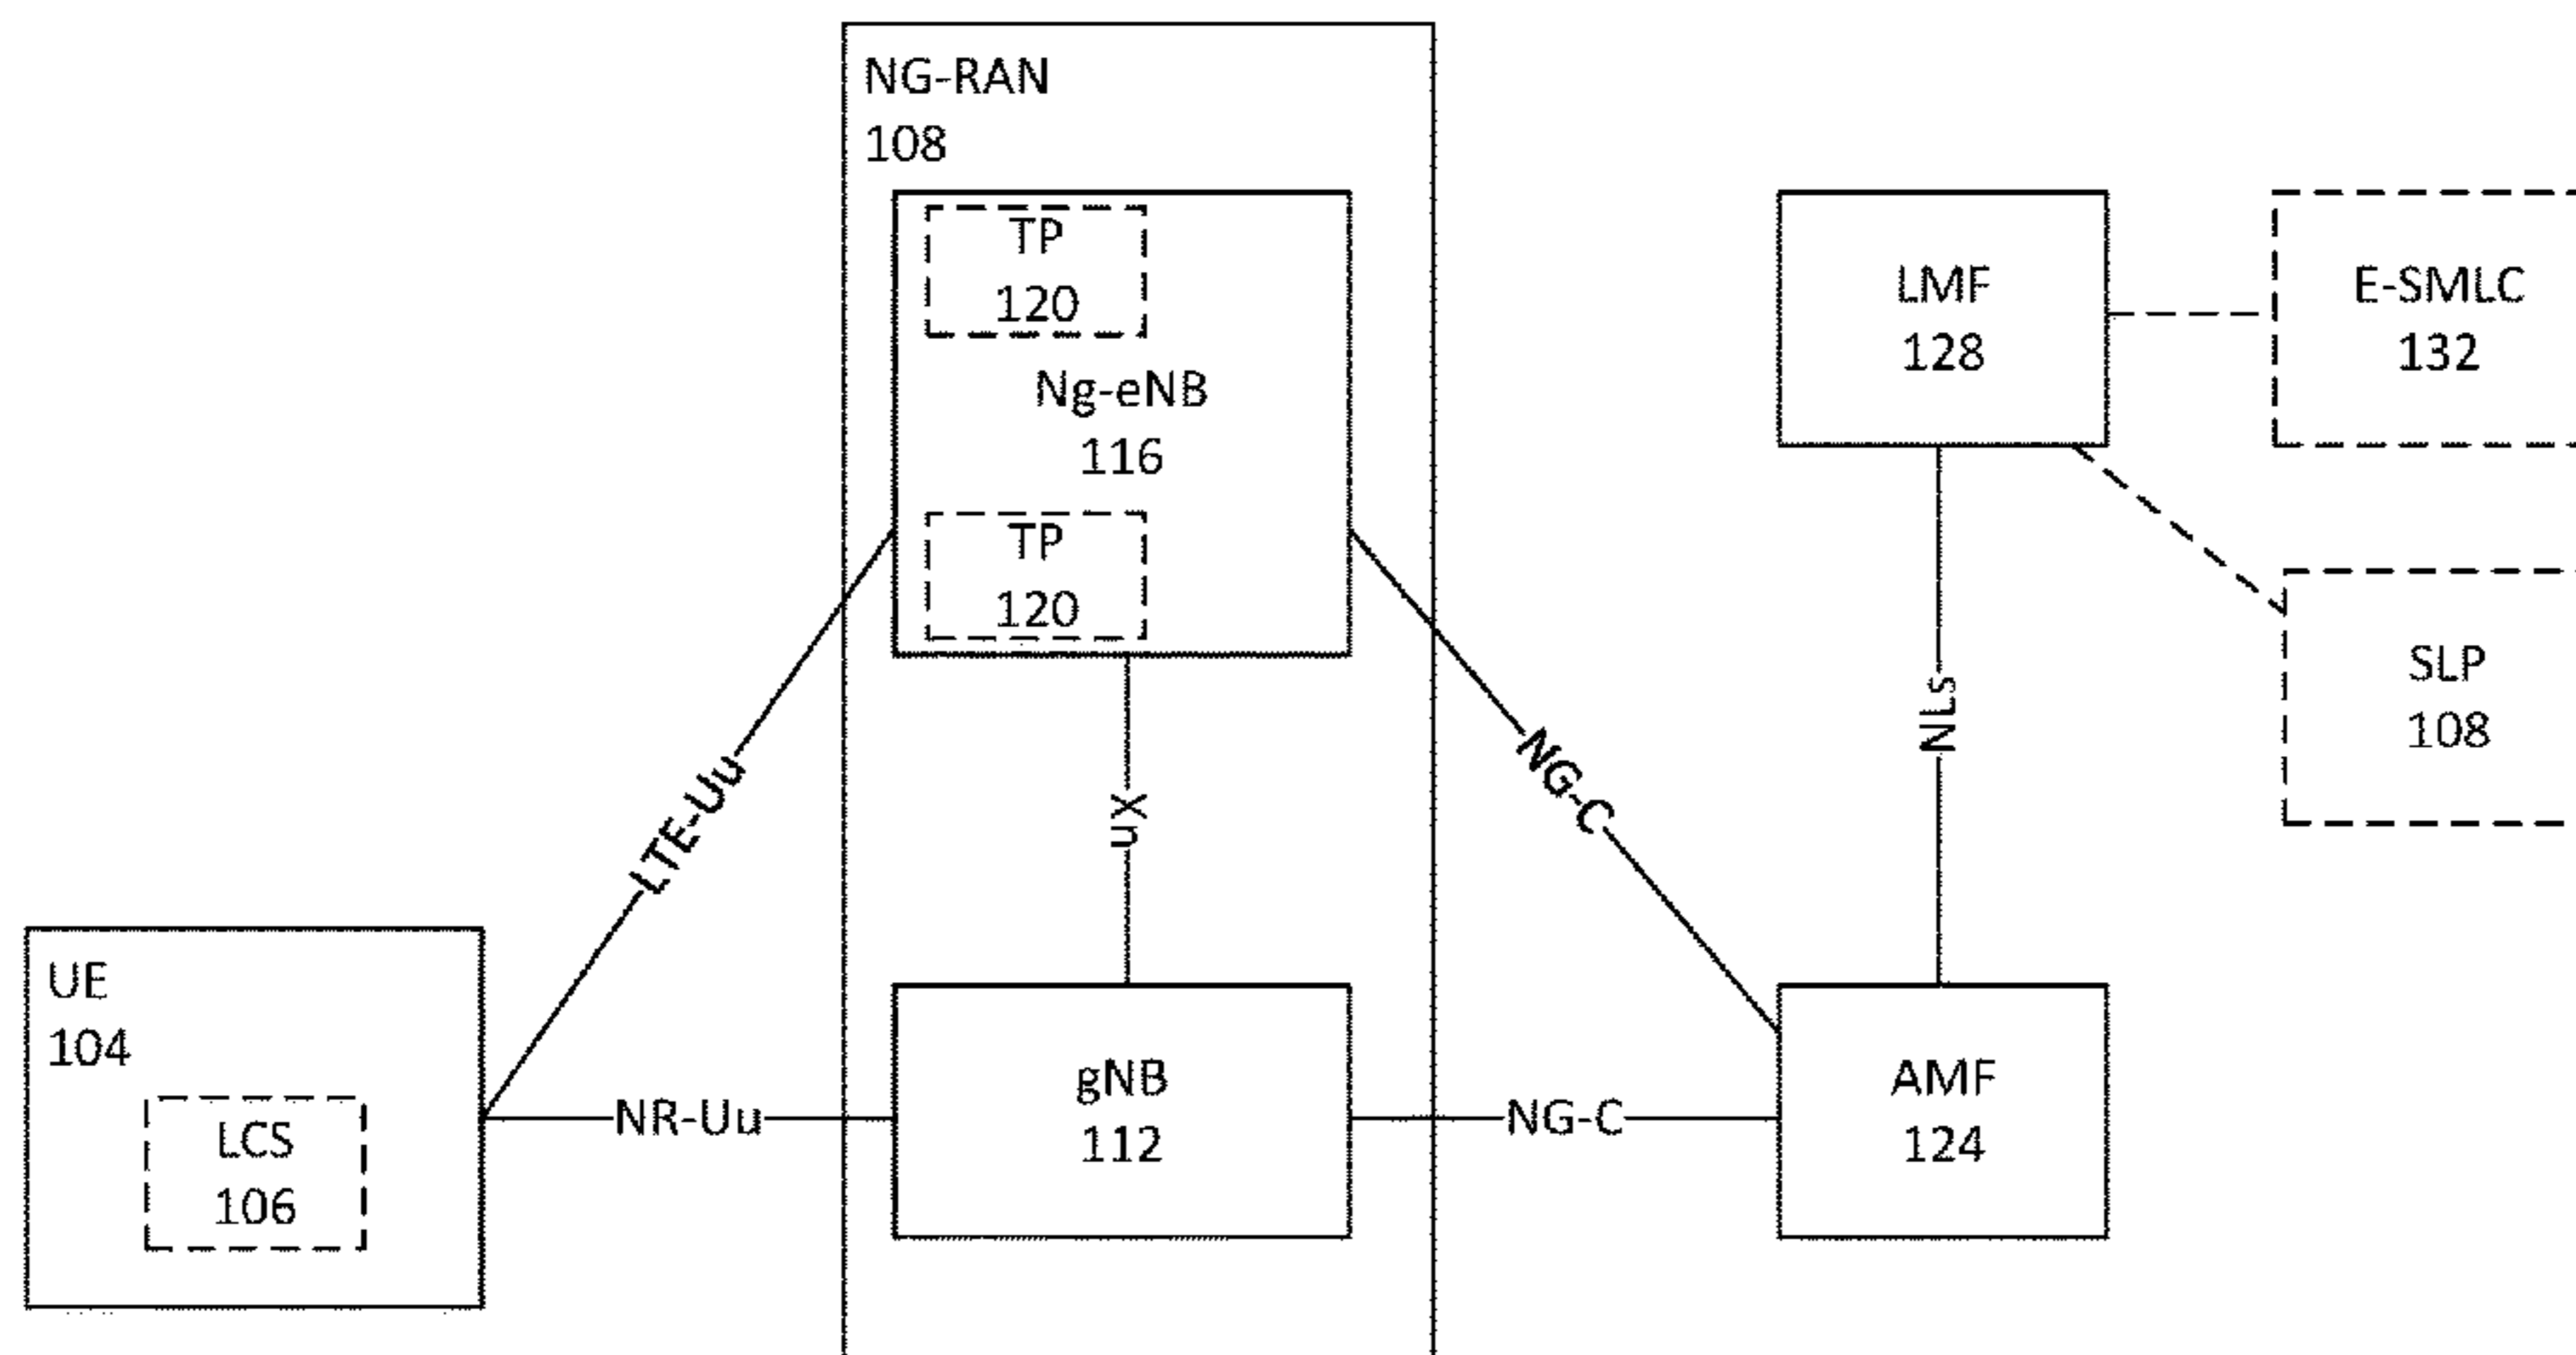 NG-RAN
108
TP
120
Ng-eNB
116
TP
120
LMF
128
E-SMLC
132
SLP
108
LTE-Uu
Xn
NG-C
NLs
UE
104
LCS
106
NR-Uu
gNB
112
NG-C
AMF
124